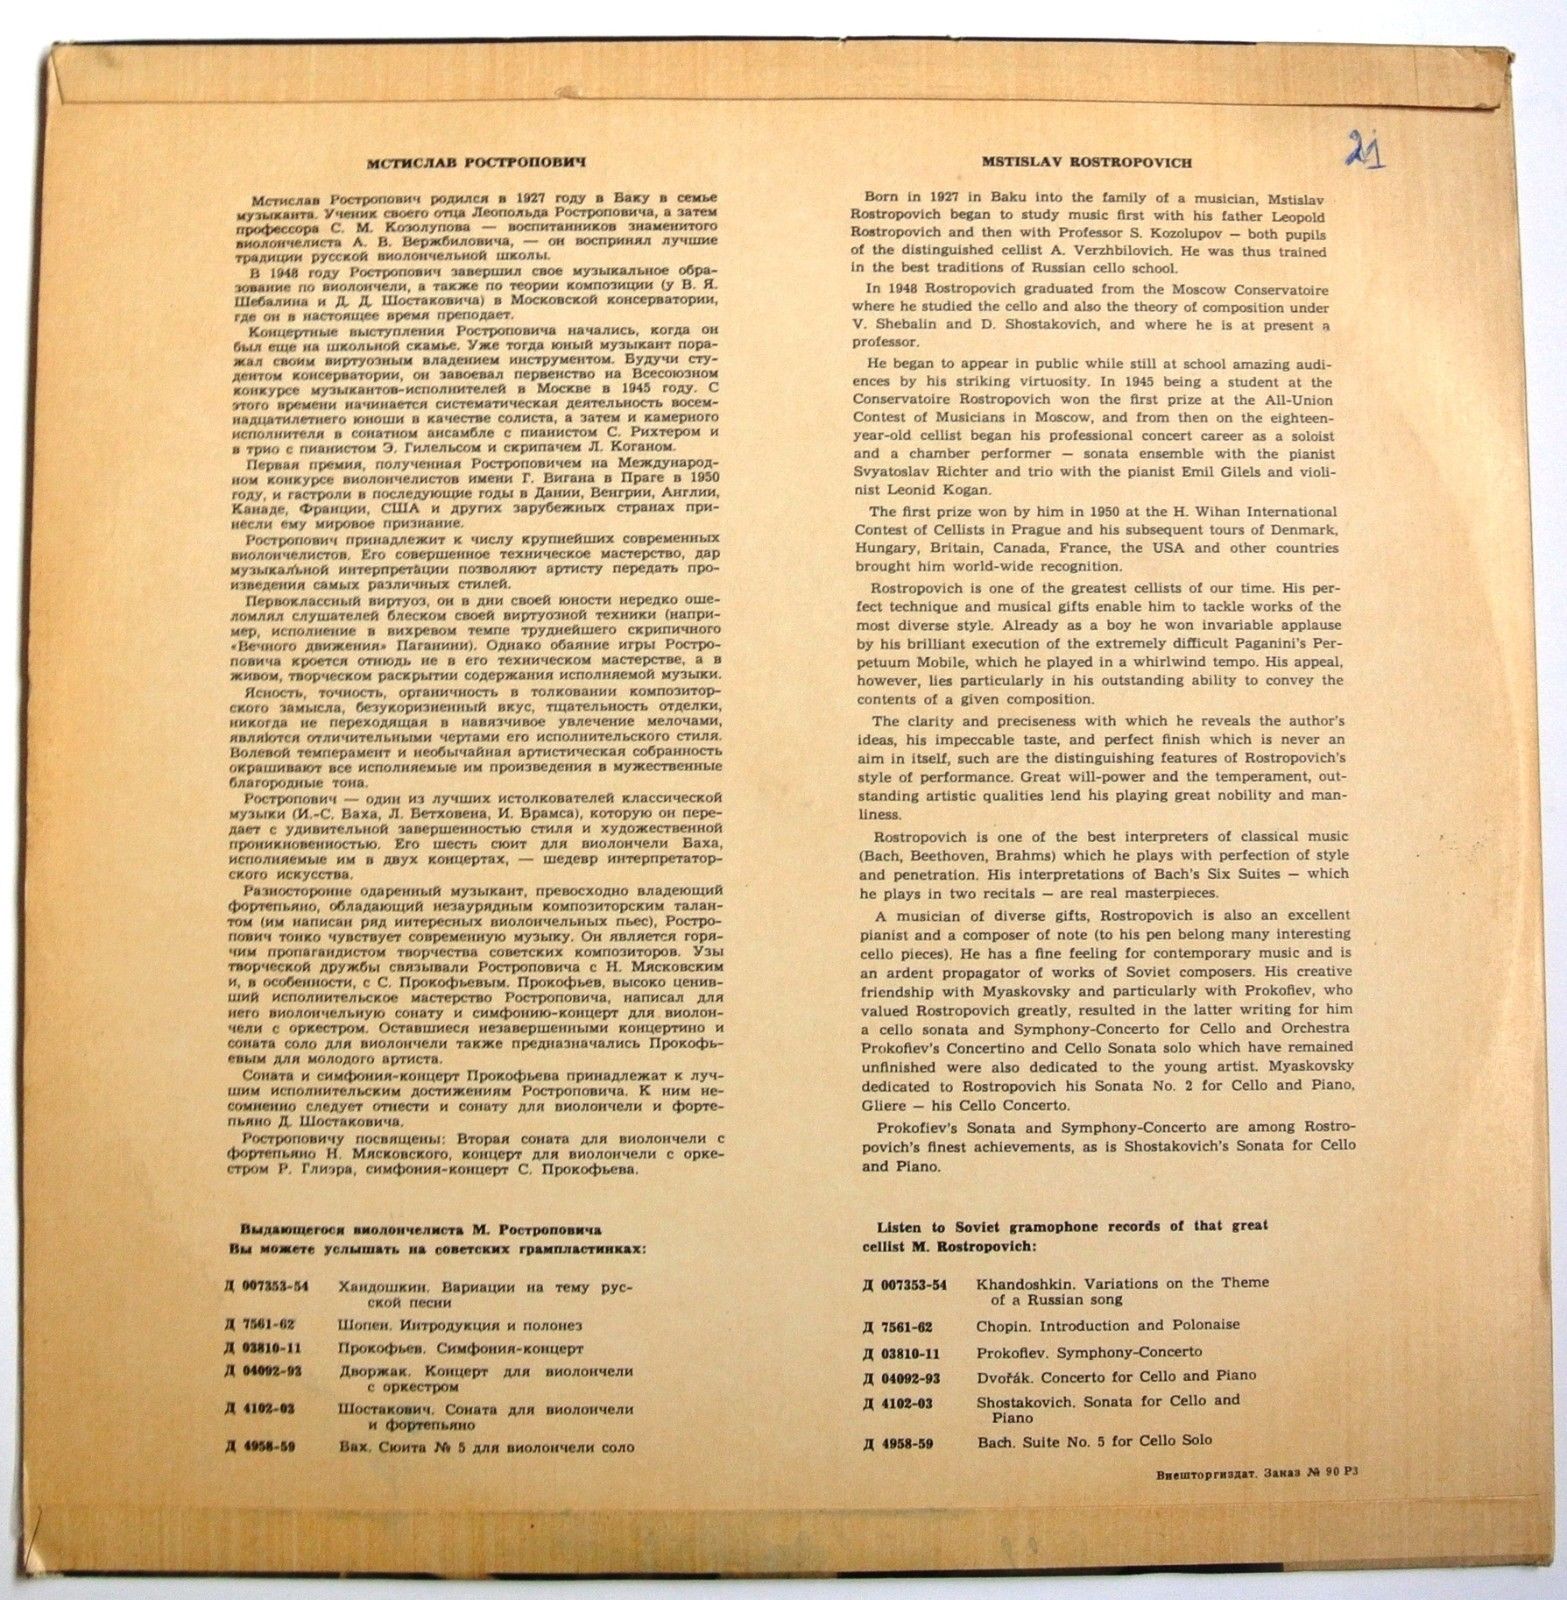 21
МСТИСЛАВ РОСТРОПОВИЧ
Мстислав Ростропович родился в 1927 году в Баку в семье
музыканта. Ученик своего отца Леопольда Ростроповича, а затем
профессора С. М. Козолупова — воспитанников знаменитого
виолончелиста А. В. Вержбиловича, — он воспринял лучшие
традиции русской виолончельной школы.
В 1948 году Ростропович завершил свое музыкальное обра-
зование по виолончели, а также по теории композиции (у В. Я.
Шебалина и Д. Д. Шостаковича) в Московской консерватории,
где он в настоящее время преподает.
Концертные выступления Ростроповича начались, когда он
был еще на школьной скамье. Уже тогда юный музыкант пора-
жал своим виртуозным владением инструментом. Будучи сту-
дентом консерватории, он завоевал первенство на Всесоюзном
конкурсе музыкантов-исполнителей в Москве в 1945 году. С
этого времени начинается систематическая деятельность восем-
надцатилетнего юноши в качестве солиста, а затем и камерного
исполнителя в сонатном ансамбле с пианистом С. Рихтером и
в трио с пианистом Э. Гилельсом и скрипачем Л. Коганом.
Первая премия, полученная Ростроповичем на Международ-
ном конкурсе виолончелистов имени Г. Вигана в Праге в 1950
году, и гастроли в последующие годы в Дании, Венгрии, Англии,
Канаде, Франции, США и других зарубежных странах при-
несли ему мировое признание.
Ростропович принадлежит к числу крупнейших современных
виолончелистов. Его совершенное техническое мастерство, дар
музыкальной интерпретации позволяют артисту передать про-
изведения самых различных стилей.
Первоклассный виртуоз, он в дни своей юности нередко оше-
ломлял слушателей блеском своей виртуозной техники (напри-
мер, исполнение в вихревом темпе труднейшего скрипичного
«Вечного движения» Паганини). Однако обаяние игры Ростро-
повича кроется отнюдь не в его техническом мастерстве, а в
живом, творческом раскрытии содержания исполняемой музыки.
Ясность, точность, органичность в толковании композитор-
ского замысла, безукоризненный вкус, тщательность отделки,
никогда не переходящая в навязчивое увлечение мелочами,
являются отличительными чертами его исполнительского стиля.
Волевой темперамент и необычайная артистическая собранность
окрашивают все исполняемые им произведения в мужественные
благородные тона.
Ростропович — один из лучших истолкователей классической
музыки (И.-С. Баха, Л. Бетховена, И. Брамса), которую он пере-
дает с удивительной завершенностью стиля и художественной
проникновенностью. Его шесть сюит для виолончели Баха,
исполняемые им в двух концертах, — шедевр интерпретатор-
ского искусства.
Разносторонне одаренный музыкант, превосходно владеющий
фортепьяно, обладающий незаурядным композиторским талан-
том (им написан ряд интересных виолончельных пьес), Ростро-
пович тонко чувствует современную музыку. Он является горя-
чим пропагандистом творчества советских композиторов. Узы
творческой дружбы связывали Ростроповича с Н. Мясковским
и, в особенности, с С. Прокофьевым. Прокофьев, высоко ценив-
ший исполнительское мастерство Ростроповича, написал для
него виолончельную сонату и симфонию-концерт для виолон-
чели с оркестром. Оставшиеся незавершенными концертино и
соната соло для виолончели также предназначались Прокофь-
евым для молодого артиста.
Соната и симфония-концерт Прокофьева принадлежат к луч-
шим исполнительским достижениям Ростроповича. К ним не-
сомненно следует отнести и сонату для виолончели и форте-
пьяно Д. Шостаковича.
Ростроповичу посвящены: Вторая соната для виолончели с
фортепьяно Н. Мясковского, концерт для виолончели с орке-
стром Р. Глиэра, симфония-концерт С. Прокофьева.
Выдающегося виолончелиста М. Ростроповича
Вы можете услышать на советских грампластинках:
Д 007353-54 Хандошкин. Вариации на тему рус-
ской песни
Д 7561-62 Шопен. Интродукция и полонез
Д 03810-11 Прокофьев. Симфония-концерт
Д 04092-93 Дворжак. Концерт для виолончели
с оркестром
Д 4102-03 Шостакович. Соната для виолончели
и фортепьяно
Д 4958-59 Бах. Сюита № 5 для виолончели соло
MSTISLAV ROSTROPOVICH
Born in 1927 in Baku into the family of a musician, Mstislav
Rostropovich began to study music first with his father Leopold
Rostropovich and then with Professor S. Kozolupov — both pupils
of the distinguished cellist A. Verzhbilovich. He was thus trained
in the best traditions of Russian cello school.
In 1948 Rostropovich graduated from the Moscow Conservatoire
where he studied the cello and also the theory of composition under
V. Shebalin and D. Shostakovich, and where he is at present a
professor.
He began to appear in public while still at school amazing audi-
ences by his striking virtuosity. In 1945 being a student at the
Conservatoire Rostropovich won the first prize at the All-Union
Contest of Musicians in Moscow, and from then on the eighteen-
year-old cellist began his professional concert career as a soloist
and a chamber performer — sonata ensemble with the pianist
Svyatoslav Richter and trio with the pianist Emil Gilels and violi-
nist Leonid Kogan.
The first prize won by him in 1950 at the H. Wihan International
Contest of Cellists in Prague and his subsequent tours of Denmark,
Hungary, Britain, Canada, France, the USA and other countries
brought him world-wide recognition.
Rostropovich is one of the greatest cellists of our time. His per-
fect technique and musical gifts enable him to tackle works of the
most diverse style. Already as a boy he won invariable applause
by his brilliant execution of the extremely difficult Paganini's Per-
petuum Mobile, which he played in a whirlwind tempo. His appeal,
however, lies particularly in his outstanding ability to convey the
contents of a given composition.
The clarity and preciseness with which he reveals the author's
ideas, his impeccable taste, and perfect finish which is never an
aim in itself, such are the distinguishing features of Rostropovich's
style of performance. Great will-power and the temperament, out-
standing artistic qualities lend his playing great nobility and man-
liness.
Rostropovich is one of the best interpreters of classical music
(Bach, Beethoven, Brahms) which he plays with perfection of style
and penetration. His interpretations of Bach's Six Suites — which
he plays in two recitals — are real masterpieces.
A musician of diverse gifts, Rostropovich is also an excellent
pianist and a composer of note (to his pen belong many interesting
cello pieces). He has a fine feeling for contemporary music and is
an ardent propagator of works of Soviet composers. His creative
friendship with Myaskovsky and particularly with Prokofiev, who
valued Rostropovich greatly, resulted in the latter writing for him
a cello sonata and Symphony-Concerto for Cello and Orchestra
Prokofiev's Concertino and Cello Sonata solo which have remained
unfinished were also dedicated to the young artist. Myaskovsky
dedicated to Rostropovich his Sonata No. 2 for Cello and Piano,
Gliere — his Cello Concerto.
Prokofiev's Sonata and Symphony-Concerto are among Rostro-
povich's finest achievements, as is Shostakovich's Sonata for Cello
and Piano.
Listen to Soviet gramophone records of that great
cellist M. Rostropovich:
Д 007353-54 Khandoshkin. Variations on the Theme
of a Russian song
Д 7561-62 Chopin. Introduction and Polonaise
Д 03810-11 Prokofiev. Symphony-Concerto
Д 04092-93 Dvořák. Concerto for Cello and Piano
Д 4102-03 Shostakovich. Sonata for Cello and
Piano
Д 4958-59 Bach. Suite No. 5 for Cello Solo
Внешторгиздат. Заказ № 90 РЗ